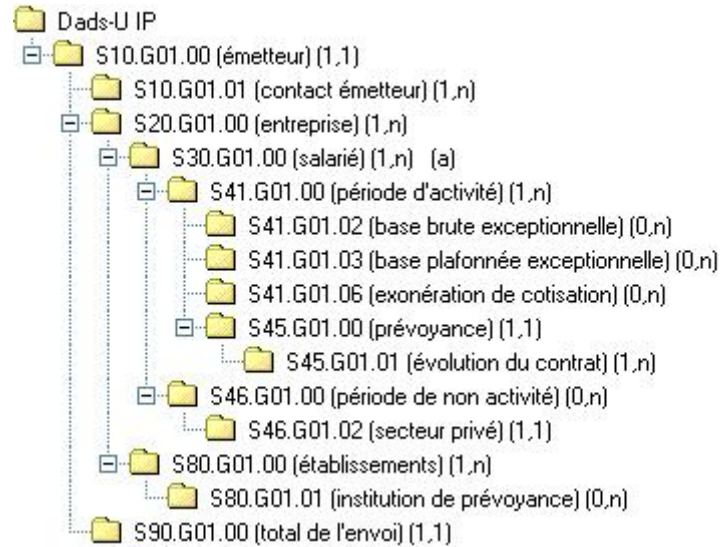 Dads-U IP
S10.G01.00 (émetteur) (1,1)
S10.G01.01 (contact émetteur) (1,n)
S20.G01.00 (entreprise) (1,n)
S30.G01.00 (salarié) (1,n) (a)
S41.G01.00 (période d'activité) (1,n)
S41.G01.02 (base brute exceptionnelle) (0,n)
S41.G01.03 (base plafonnée exceptionnelle) (0,n)
S41.G01.06 (exonération de cotisation) (0,n)
S45.G01.00 (prévoyance) (1,1)
S45.G01.01 (évolution du contrat) (1,n)
S46.G01.00 (période de non activité) (0,n)
S46.G01.02 (secteur privé) (1,1)
S80.G01.00 (établissements) (1,n)
S80.G01.01 (institution de prévoyance) (0,n)
S90.G01.00 (total de l'envoi) (1,1)